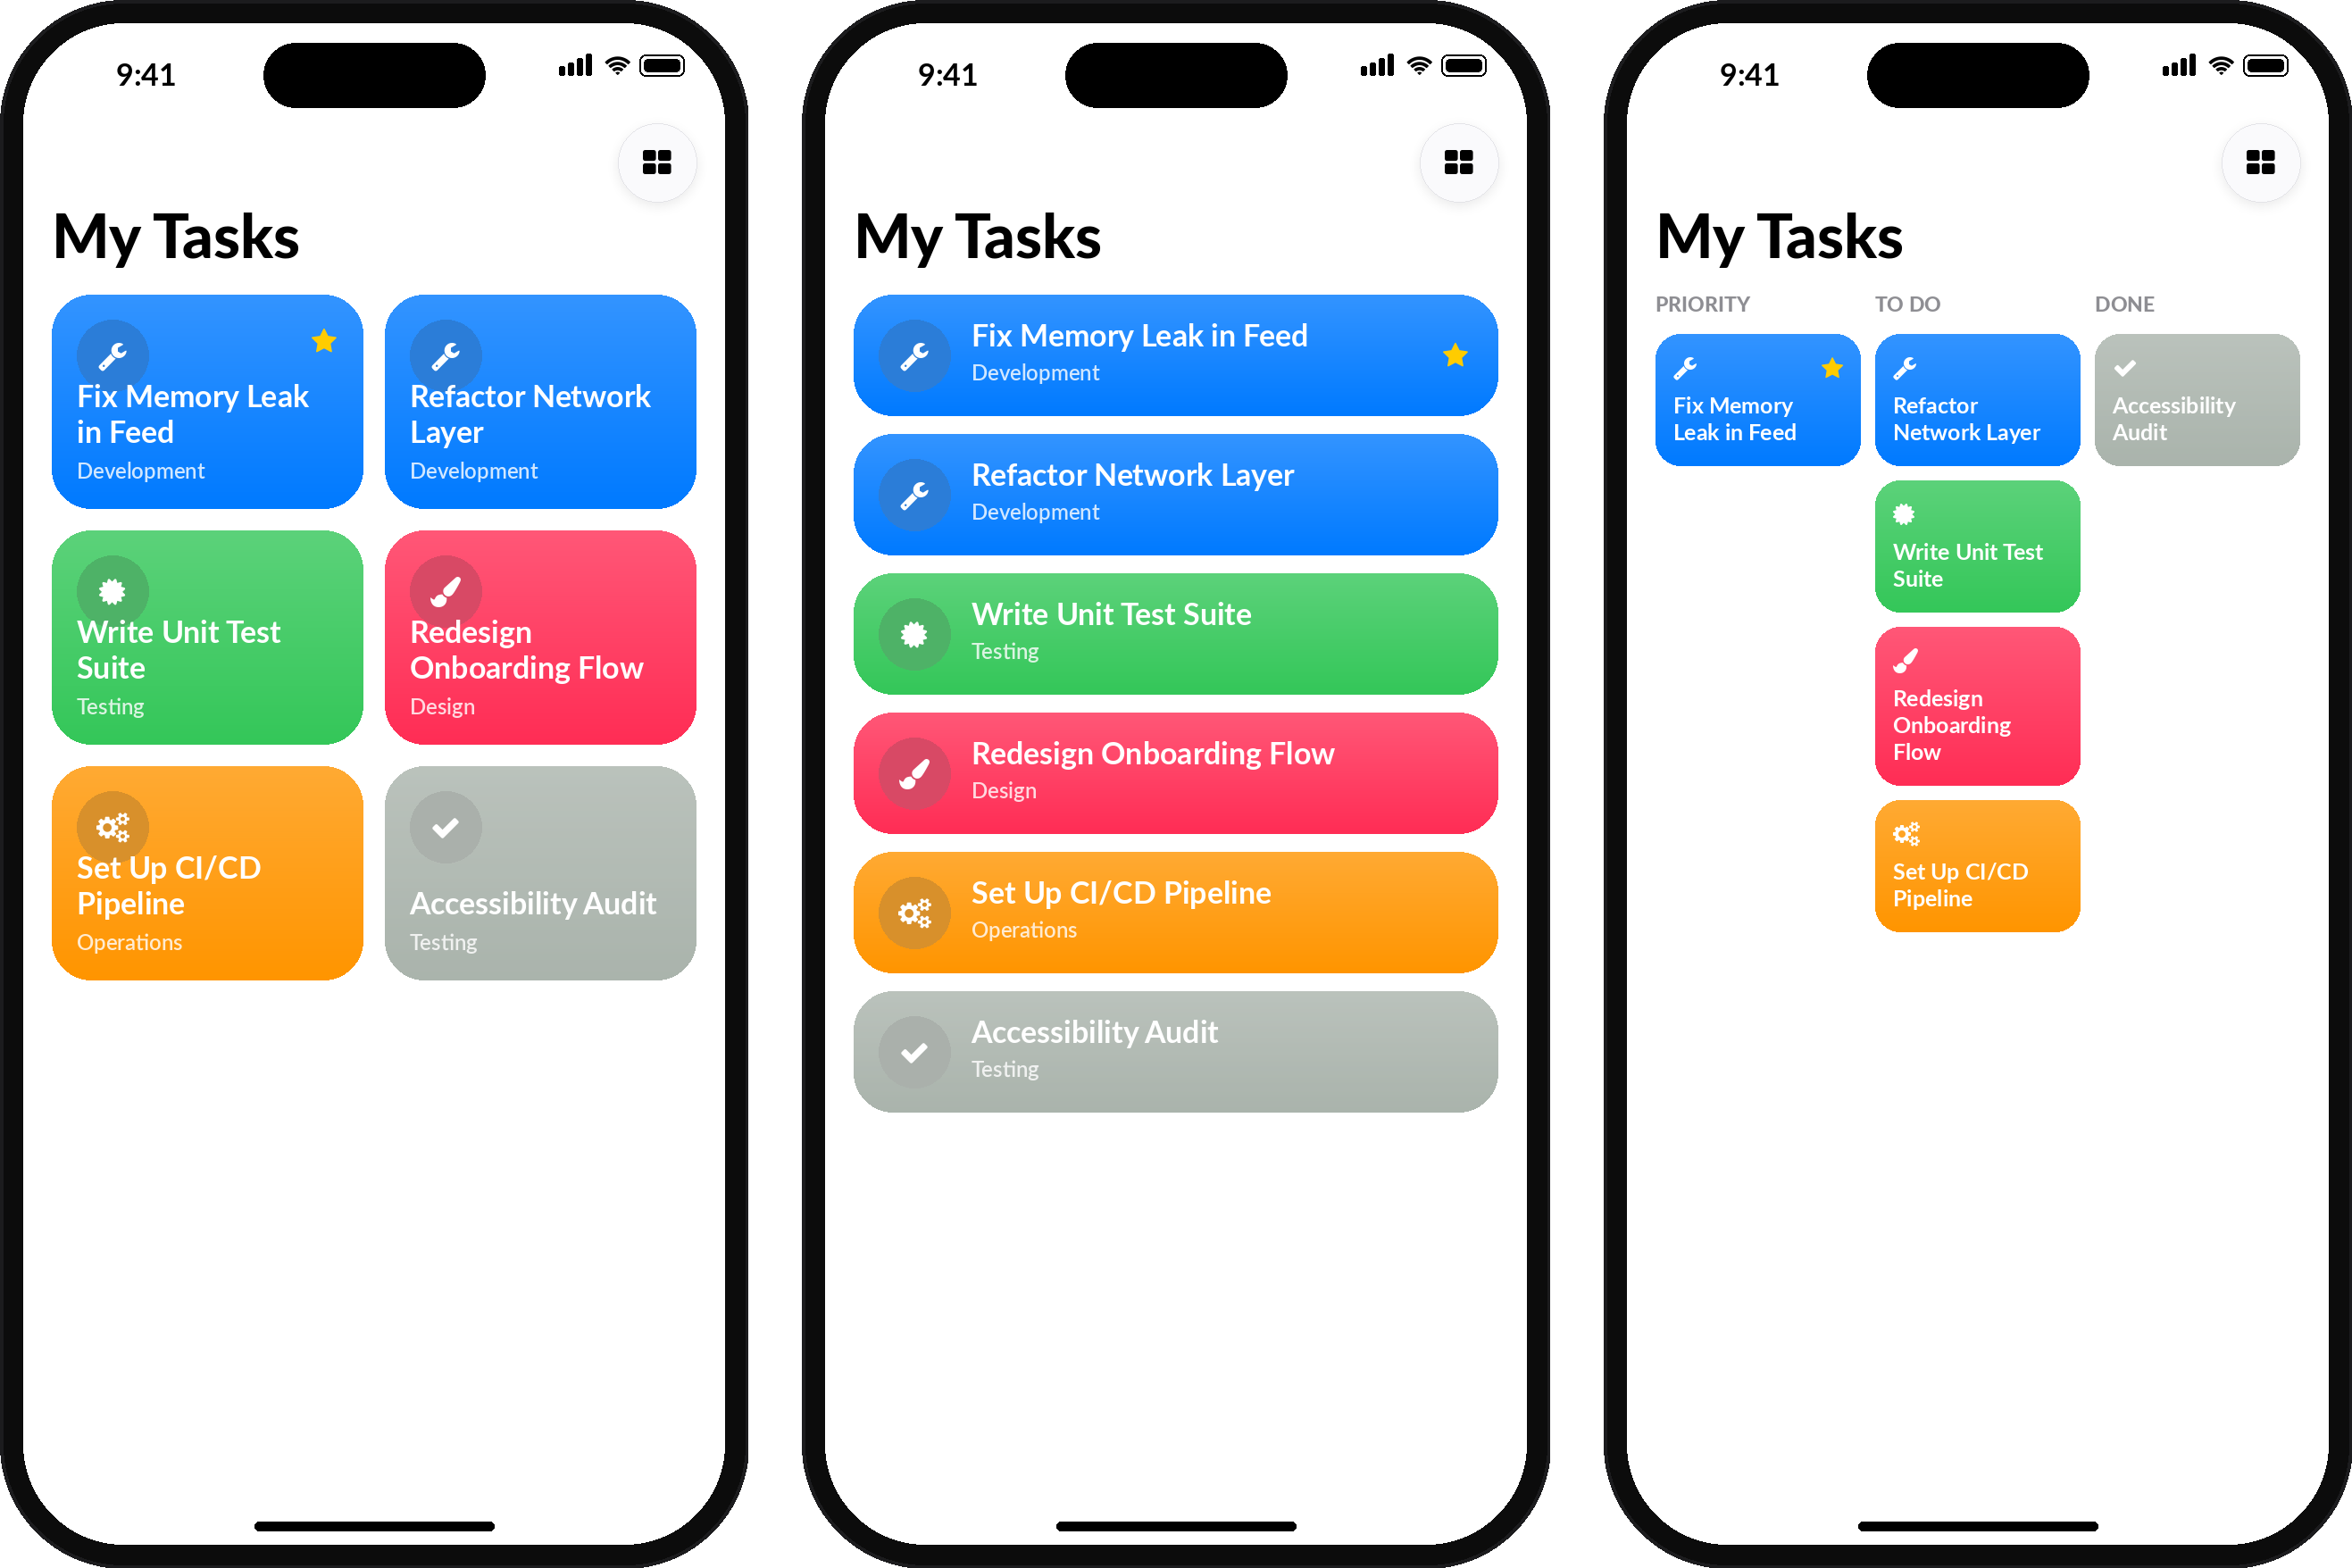 9:41
My Tasks
Fix Memory Leak
in Feed
Development
Refactor Network
Layer
Development
Write Unit Test
Suite
Testing
Redesign
Onboarding Flow
Design
Set Up CI/CD
Pipeline
Operations
Accessibility Audit
Testing
9:41
My Tasks
Fix Memory Leak in Feed
Development
Refactor Network Layer
Development
Write Unit Test Suite
Testing
Redesign Onboarding Flow
Design
Set Up CI/CD Pipeline
Operations
Accessibility Audit
Testing
9:41
My Tasks
PRIORITY
Fix Memory
Leak in Feed
TO DO
Refactor
Network Layer
Write Unit Test
Suite
Redesign
Onboarding
Flow
Set Up CI/CD
Pipeline
DONE
Accessibility
Audit